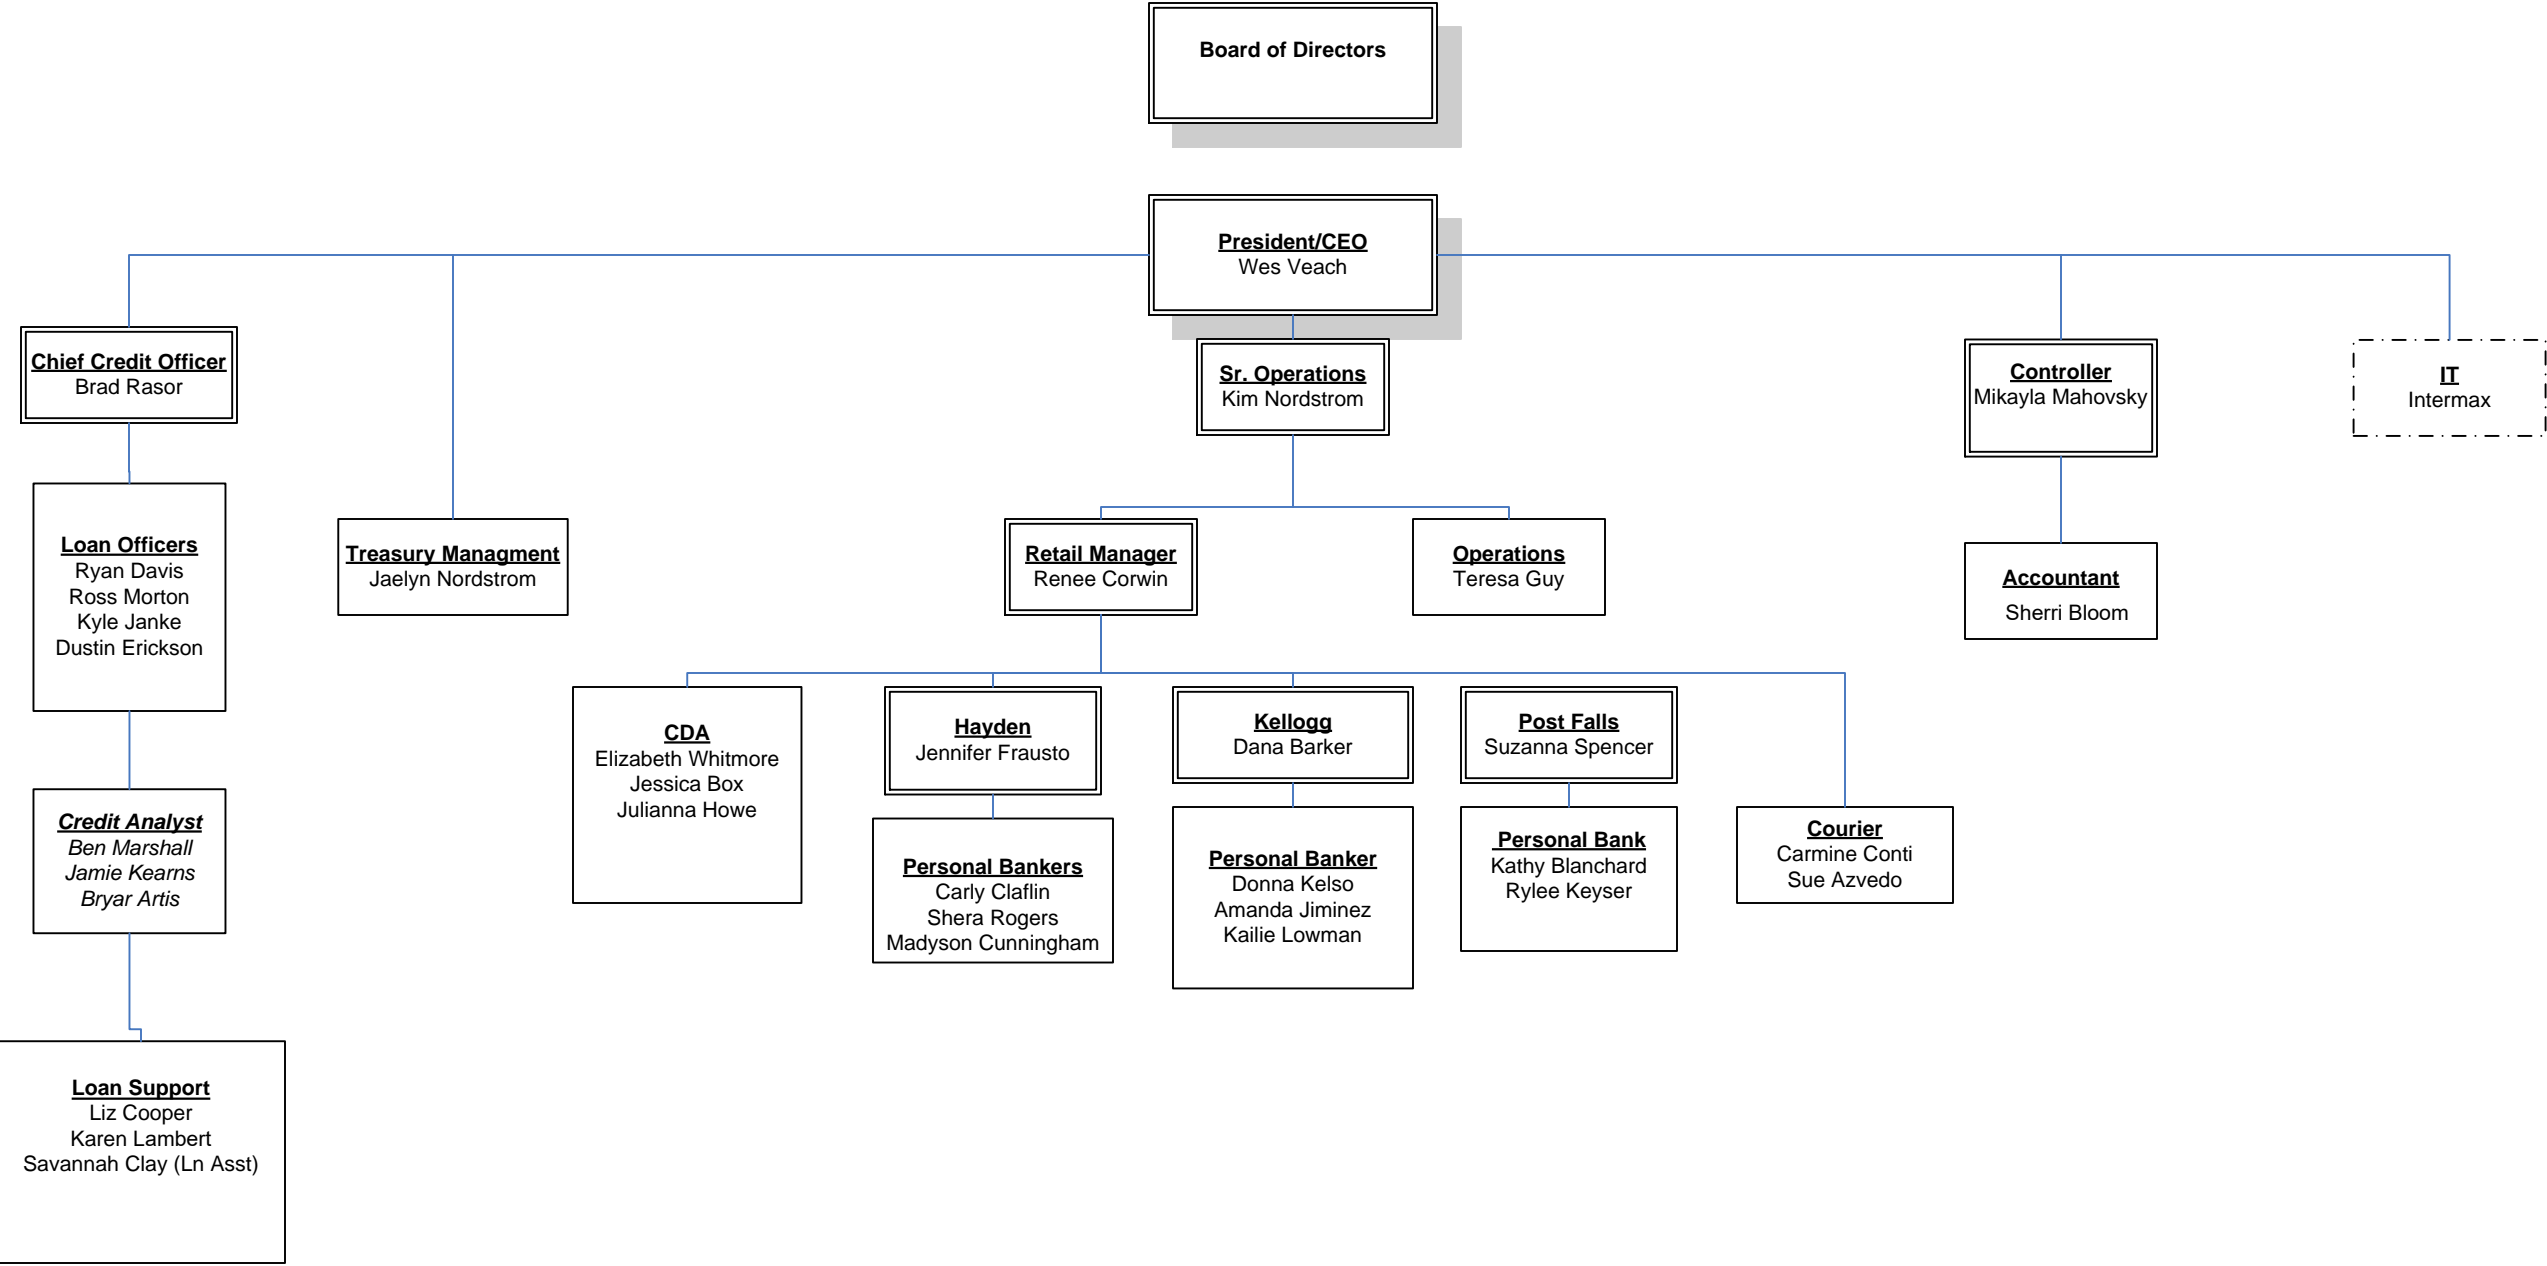 Board of Directors
President/CEO
Wes Veach
Chief Credit Officer
Brad Rasor
Sr. Operations
Kim Nordstrom
Controller
Mikayla Mahovsky
IT
Intermax
Loan Officers
Ryan Davis
Ross Morton
Kyle Janke
Dustin Erickson
Treasury Managment
Jaelyn Nordstrom
Retail Manager
Renee Corwin
Operations
Teresa Guy
Accountant
Sherri Bloom
CDA
Elizabeth Whitmore
Jessica Box
Julianna Howe
Hayden
Jennifer Frausto
Kellogg
Dana Barker
Post Falls
Suzanna Spencer
Credit Analyst
Ben Marshall
Jamie Kearns
Bryar Artis
Personal Bankers
Carly Claflin
Shera Rogers
Madyson Cunningham
Personal Banker
Donna Kelso
Amanda Jiminez
Kailie Lowman
Personal Bank
Kathy Blanchard
Rylee Keyser
Courier
Carmine Conti
Sue Azvedo
Loan Support
Liz Cooper
Karen Lambert
Savannah Clay (Ln Asst)